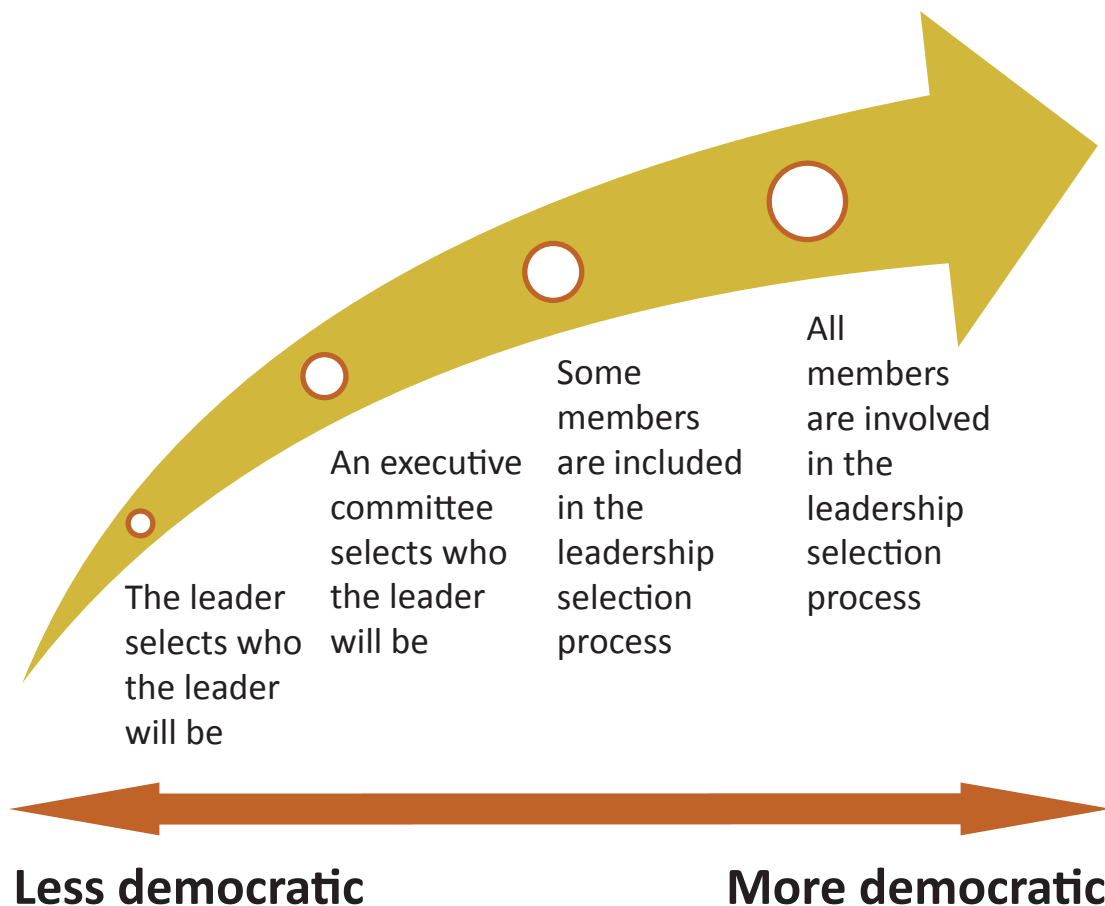 The leader
selects who
the leader
will be
An executive
committee
selects who
the leader
will be
Some
members
are included
in the
leadership
selection
process
All
members
are involved
in the
leadership
selection
process
Less democratic
More democratic